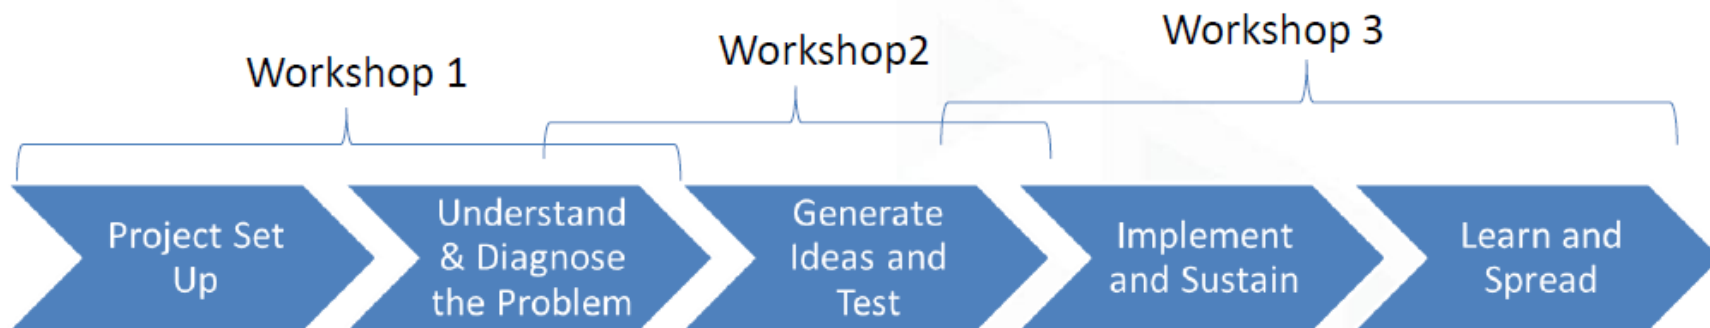 Workshop 1
Workshop2
Workshop 3
Project Set
Up
Understand
& Diagnose
the Problem
Generate
Ideas and
Test
Implement
and Sustain
Learn and
Spread